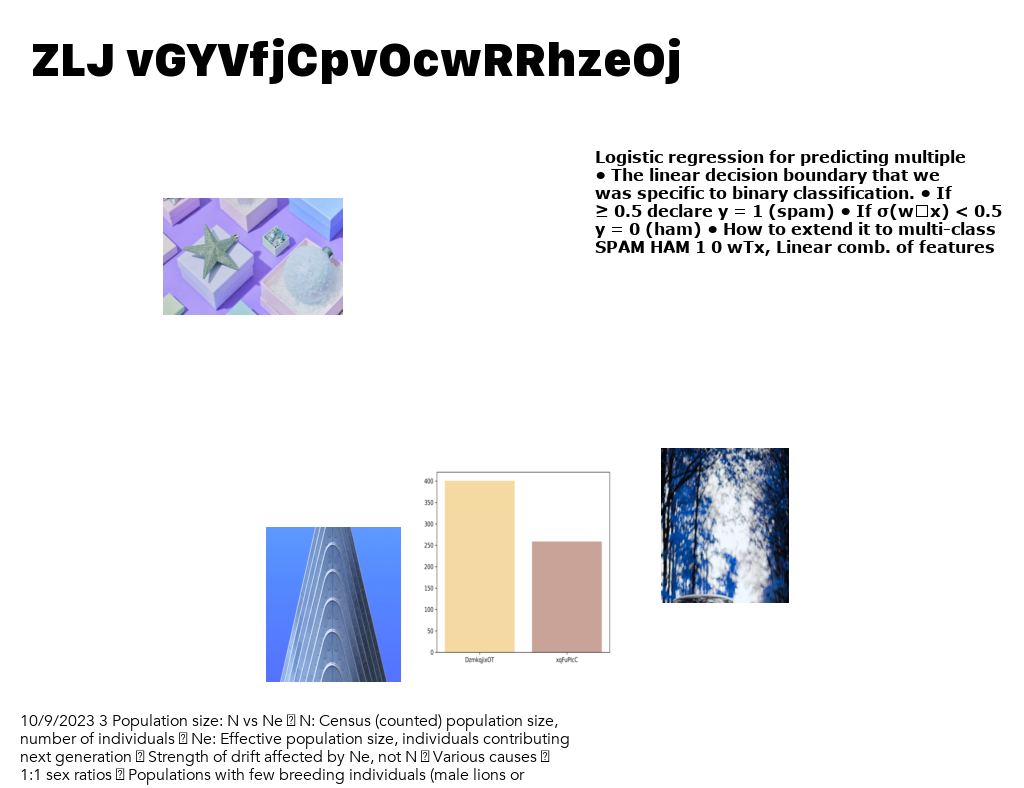 ZLJ vGYVfjCpvOcwRRhzeOj
Logistic regression for predicting multiple
● The linear decision boundary that we
was specific to binary classification. ● If
≥ 0.5 declare y = 1 (spam) ● If σ(w□x) < 0.5
y = 0 (ham) ● How to extend it to multi-class
SPAM HAM 1 0 wTx, Linear comb. of features
400
350
300
250
200
150
100
50
0
DzmkqjixOT xqFuPlcC
10/9/2023 3 Population size: N vs Ne ⍰ N: Census (counted) population size,
number of individuals ⍰ Ne: Effective population size, individuals contributing
next generation ⍰ Strength of drift affected by Ne, not N ⍰ Various causes ⍰
1:1 sex ratios ⍰ Populations with few breeding individuals (male lions or